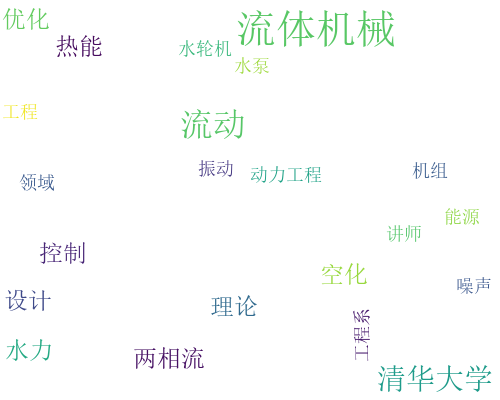 优化
流体机械
热能
水轮机
水泵
工程
流动
振动
动力工程
机组
领域
能源
讲师
控制
空化
噪声
设计
理论
工程系
水力
两相流
清华大学